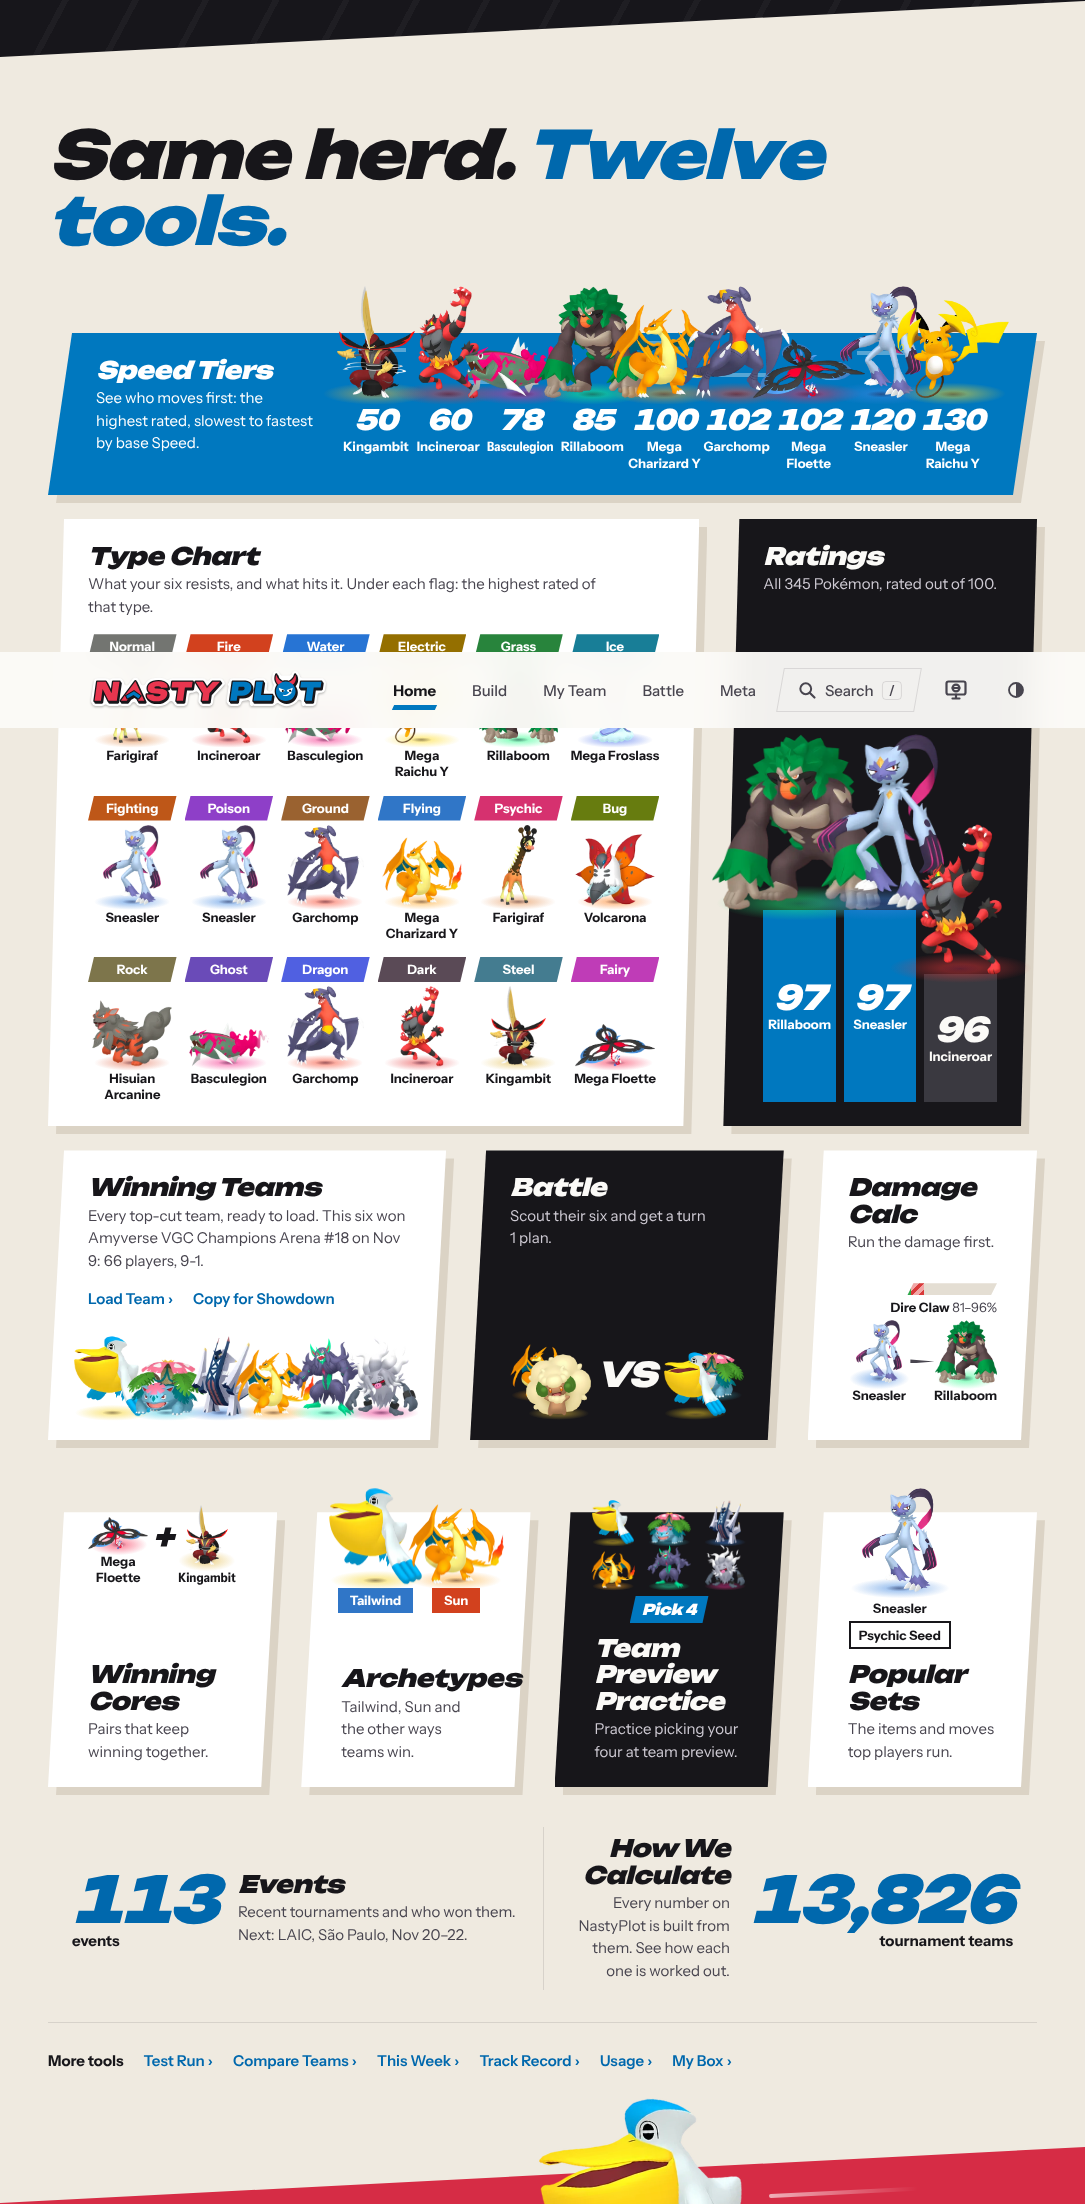 Same herd. Twelve
tools.
Speed Tiers
See who moves first: the
highest rated, slowest to fastest
by base Speed.
50 60 78 85 100 102 102 120 130
Kingambit Incineroar Basculegion Rillaboom Mega Garchomp Mega Sneasler Mega
Charizard Y Floette Raichu Y
Type Chart
What your six resists, and what hits it. Under each flag: the highest rated of
that type.
Ratings
All 345 Pokémon, rated out of 100.
Normal Fire Water Electric Grass Ice
NASTY PLOT Home Build My Team Battle Meta Search /
Farigiraf Incineroar Basculegion Mega Rillaboom Mega Froslass
Raichu Y
Fighting Poison Ground Flying Psychic Bug
Sneasler Sneasler Garchomp Mega Farigiraf Volcarona
Charizard Y
Rock Ghost Dragon Dark Steel Fairy
Hisuian Basculegion Garchomp Incineroar Kingambit Mega Floette
Arcanine
97 97 96
Rillaboom Sneasler Incineroar
Winning Teams
Every top-cut team, ready to load. This six won
Amyverse VGC Champions Arena #18 on Nov
9: 66 players, 9-1.
Load Team › Copy for Showdown
Battle
Scout their six and get a turn
1 plan.
VS
Damage
Calc
Run the damage first.
Dire Claw 81–96%
Sneasler Rillaboom
+
Mega Kingambit
Floette
Winning
Cores
Pairs that keep
winning together.
Tailwind Sun
Archetypes
Tailwind, Sun and
the other ways
teams win.
Pick 4
Team
Preview
Practice
Practice picking your
four at team preview.
Sneasler
Psychic Seed
Popular
Sets
The items and moves
top players run.
113
events
Events
Recent tournaments and who won them.
Next: LAIC, São Paulo, Nov 20–22.
How We
Calculate
Every number on
NastyPlot is built from
them. See how each
one is worked out.
13,826
tournament teams
More tools Test Run › Compare Teams › This Week › Track Record › Usage › My Box ›